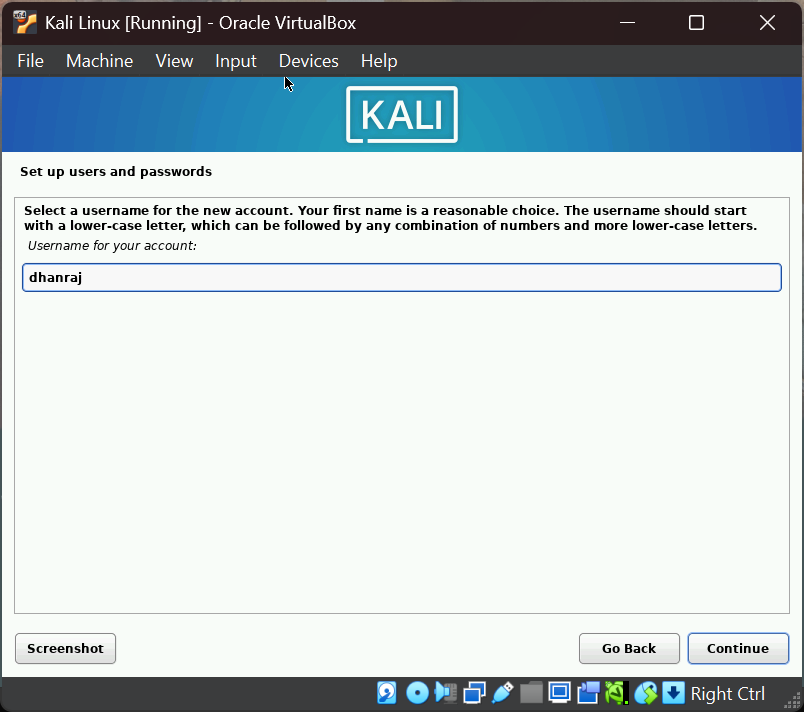 Kali Linux [Running] - Oracle VirtualBox
File Machine View Input Devices Help
KALI
Set up users and passwords
Select a username for the new account. Your first name is a reasonable choice. The username should start
with a lower-case letter, which can be followed by any combination of numbers and more lower-case letters.
Username for your account:
dhanraj
Screenshot Go Back Continue
Right Ctrl